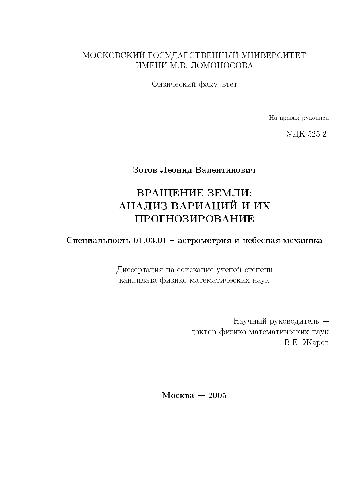 МОСКОВСКИЙ ГОСУДАРСТВЕННЫЙ УНИВЕРСИТЕТ
ИМЕНИ М.В. ЛОМОНОСОВА
Физический факультет
На правах рукописи
УДК 525.2
Зотов Леонид Валентинович
ВРАЩЕНИЕ ЗЕМЛИ:
АНАЛИЗ ВАРИАЦИЙ И ИХ
ПРОГНОЗИРОВАНИЕ
Специальность 01.03.01 – астрометрия и небесная механика
Диссертация на соискание ученой степени
кандидата физико-математических наук
Научный руководитель —
доктор физико-математических наук
В.Е. Жаров
Москва — 2005